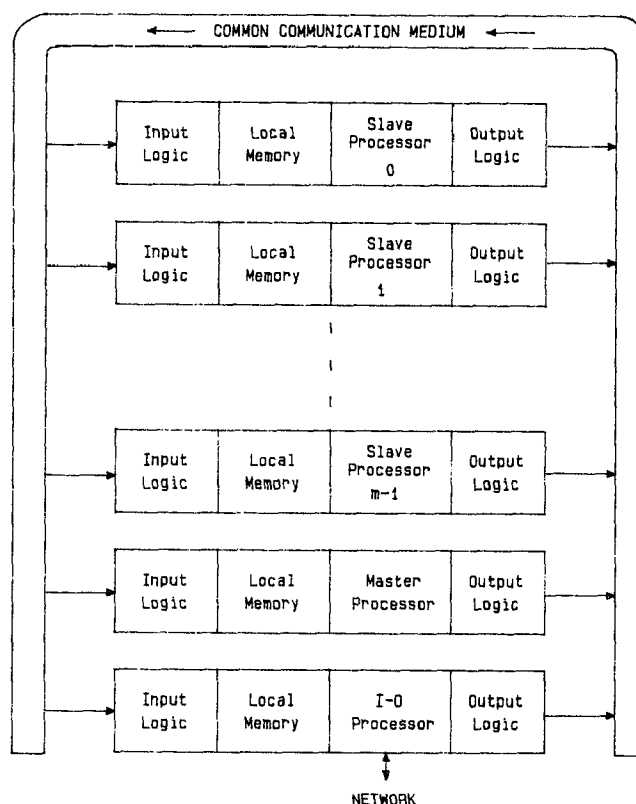 COMMON COMMUNICATION MEDIUM
Input Logic
Local Memory
Slave Processor 0
Output Logic
Input Logic
Local Memory
Slave Processor 1
Output Logic
Input Logic
Local Memory
Slave Processor m-1
Output Logic
Input Logic
Local Memory
Master Processor
Output Logic
Input Logic
Local Memory
I-O Processor
Output Logic
NETWORK